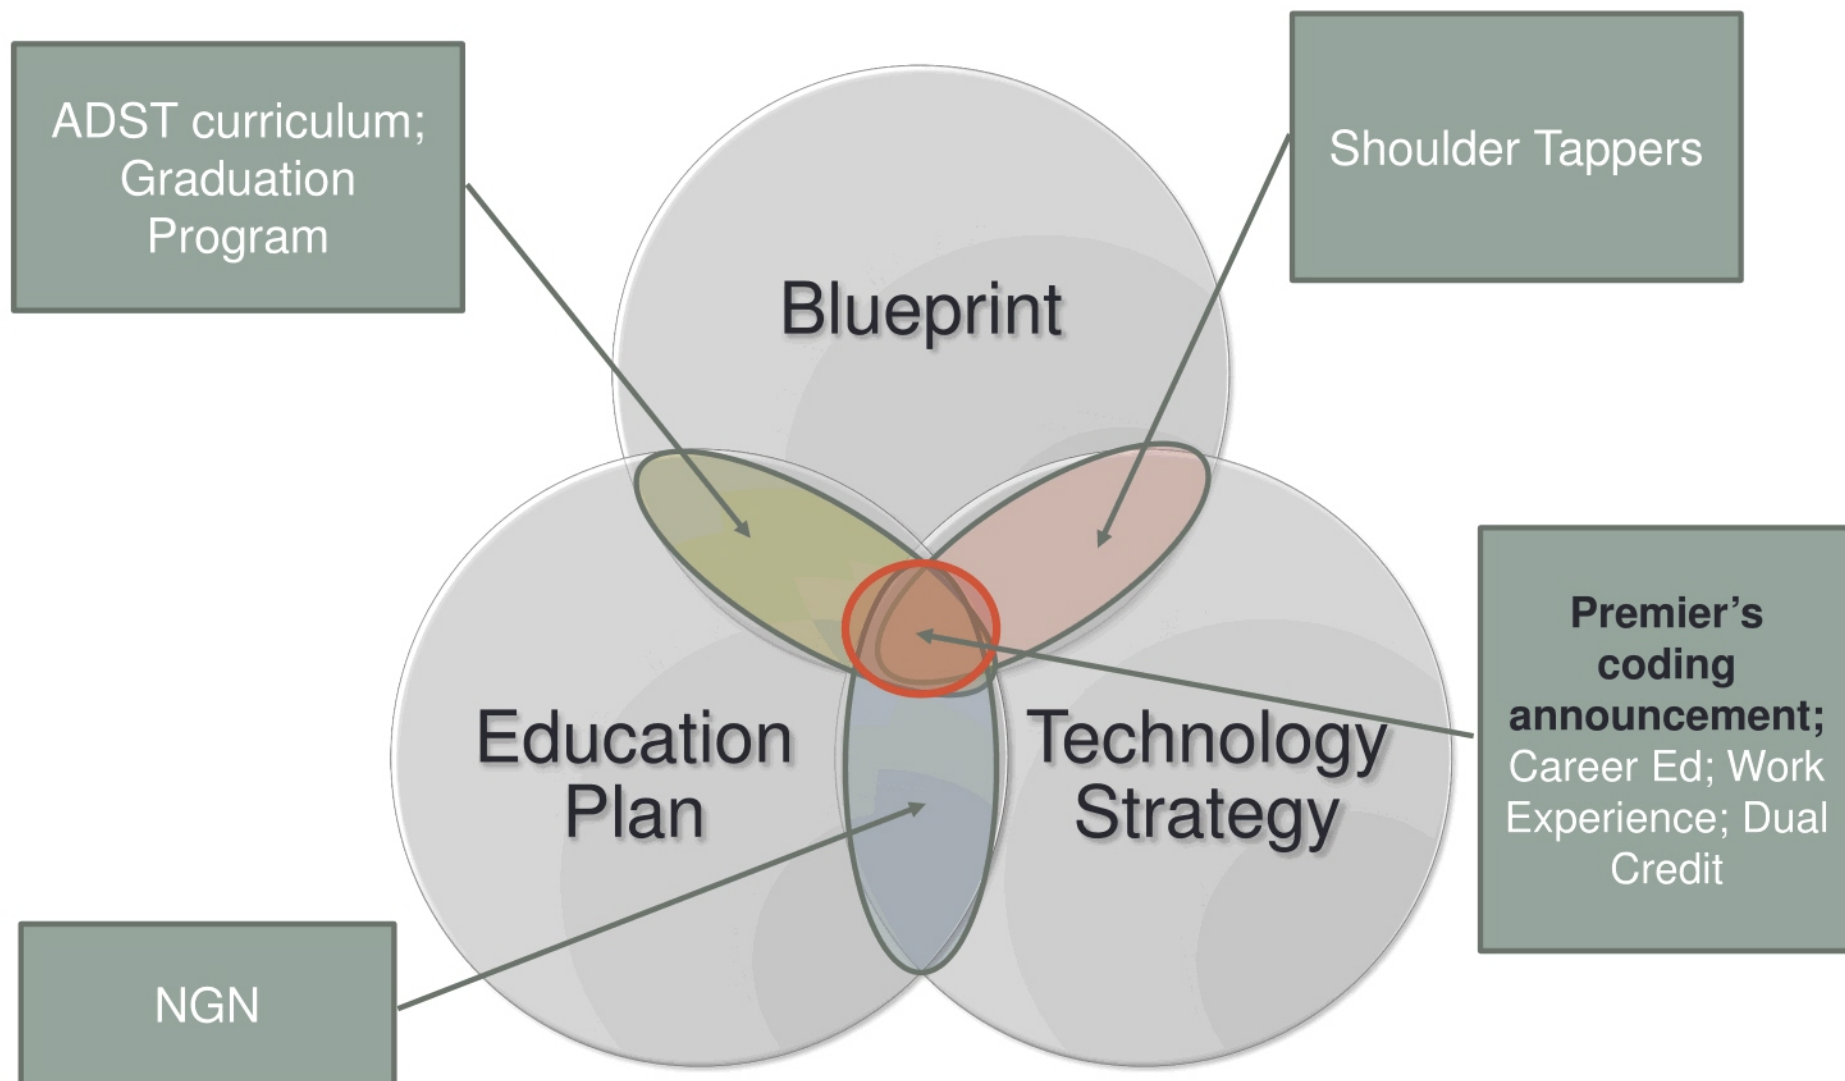 ADST curriculum;
Graduation
Program
Shoulder Tappers
Blueprint
Education
Plan
Technology
Strategy
Premier’s
coding
announcement;
Career Ed; Work
Experience; Dual
Credit
NGN